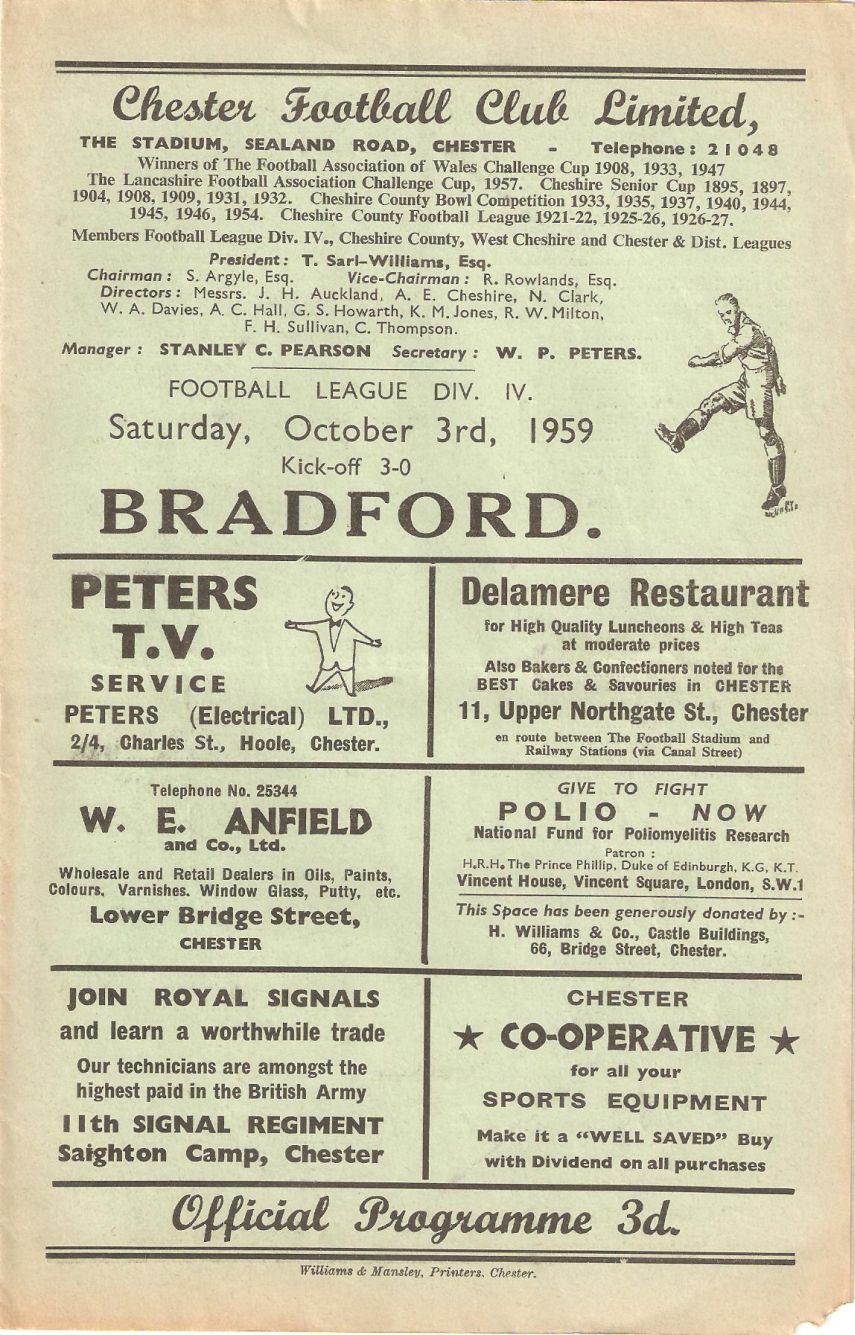 Chester Football Club Limited,
THE STADIUM, SEALAND ROAD, CHESTER - Telephone: 21048
Winners of The Football Association of Wales Challenge Cup 1908, 1933, 1947
The Lancashire Football Association Challenge Cup, 1957. Cheshire Senior Cup 1895, 1897,
1904, 1908, 1909, 1931, 1932. Cheshire County Bowl Competition 1933, 1935, 1937, 1940, 1944,
1945, 1946, 1954. Cheshire County Football League 1921-22, 1925-26, 1926-27.
Members Football League Div. IV., Cheshire County, West Cheshire and Chester & Dist. Leagues
President: T. Sarl-Williams, Esq.
Chairman: S. Argyle, Esq. Vice-Chairman: R. Rowlands, Esq.
Directors: Messrs. J. H. Auckland, A. E. Cheshire, N. Clark,
W. A. Davies, A. C. Hall, G. S. Howarth, K. M. Jones, R. W. Milton,
F. H. Sullivan, C. Thompson.
Manager: STANLEY C. PEARSON Secretary: W. P. PETERS.
FOOTBALL LEAGUE DIV. IV.
Saturday, October 3rd, 1959
Kick-off 3-0
BRADFORD.
PETERS
T.V.
SERVICE
PETERS (Electrical) LTD.,
2/4, Charles St., Hoole, Chester.
Delamere Restaurant
for High Quality Luncheons & High Teas
at moderate prices
Also Bakers & Confectioners noted for the
BEST Cakes & Savouries in CHESTER
11, Upper Northgate St., Chester
en route between The Football Stadium and
Railway Stations (via Canal Street)
Telephone No. 25344
W. E. ANFIELD
and Co., Ltd.
Wholesale and Retail Dealers in Oils, Paints,
Colours. Varnishes. Window Glass, Putty, etc.
Lower Bridge Street,
CHESTER
GIVE TO FIGHT
POLIO - NOW
National Fund for Poliomyelitis Research
Patron :
H.R.H. The Prince Phillip, Duke of Edinburgh, K.G, K.T.
Vincent House, Vincent Square, London, S.W.1
This Space has been generously donated by :-
H. Williams & Co., Castle Buildings,
66, Bridge Street, Chester.
JOIN ROYAL SIGNALS
and learn a worthwhile trade
Our technicians are amongst the
highest paid in the British Army
11th SIGNAL REGIMENT
Saighton Camp, Chester
CHESTER
★ CO-OPERATIVE ★
for all your
SPORTS EQUIPMENT
Make it a "WELL SAVED" Buy
with Dividend on all purchases
Official Programme 3d.
Williams & Mansley, Printers. Chester.